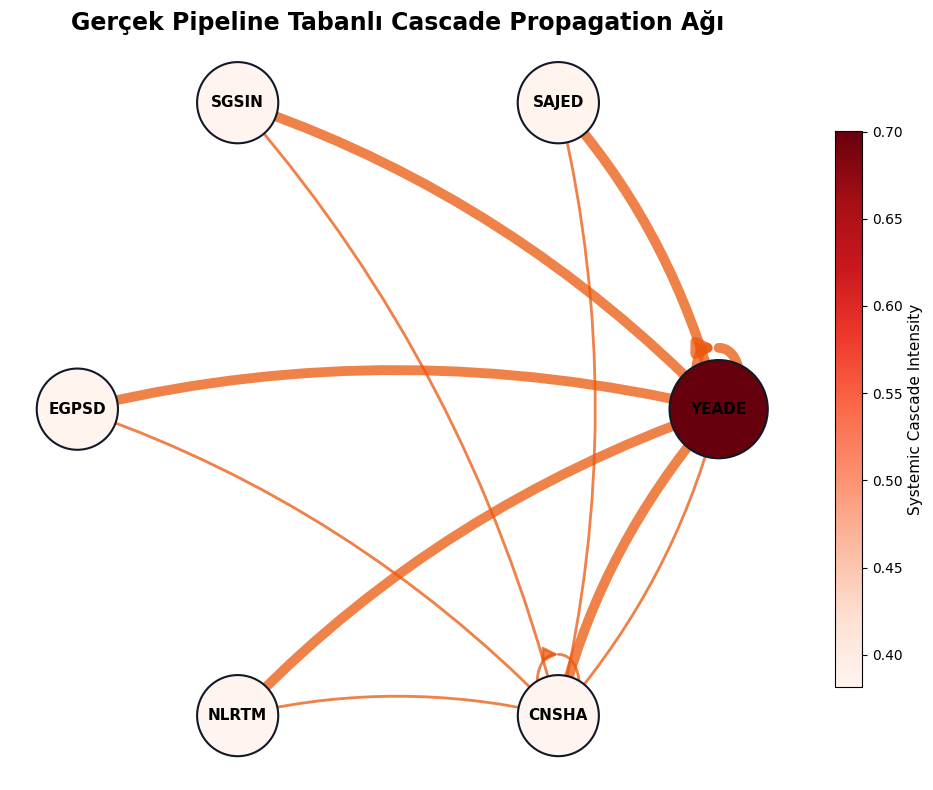 Gerçek Pipeline Tabanlı Cascade Propagation Ağı
SGSIN
SAJED
EGPSD
YEADE
NLRTM
CNSHA
0.70
0.65
0.60
0.55
0.50
0.45
0.40
Systemic Cascade Intensity